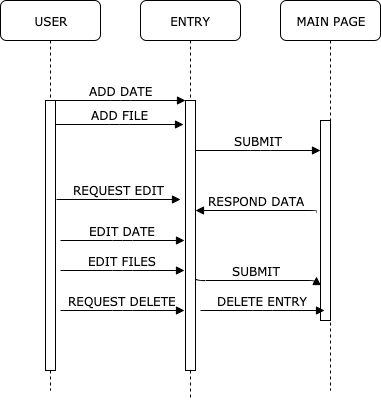 USER
ENTRY
MAIN PAGE
ADD DATE
ADD FILE
SUBMIT
REQUEST EDIT
RESPOND DATA
EDIT DATE
EDIT FILES
SUBMIT
REQUEST DELETE
DELETE ENTRY